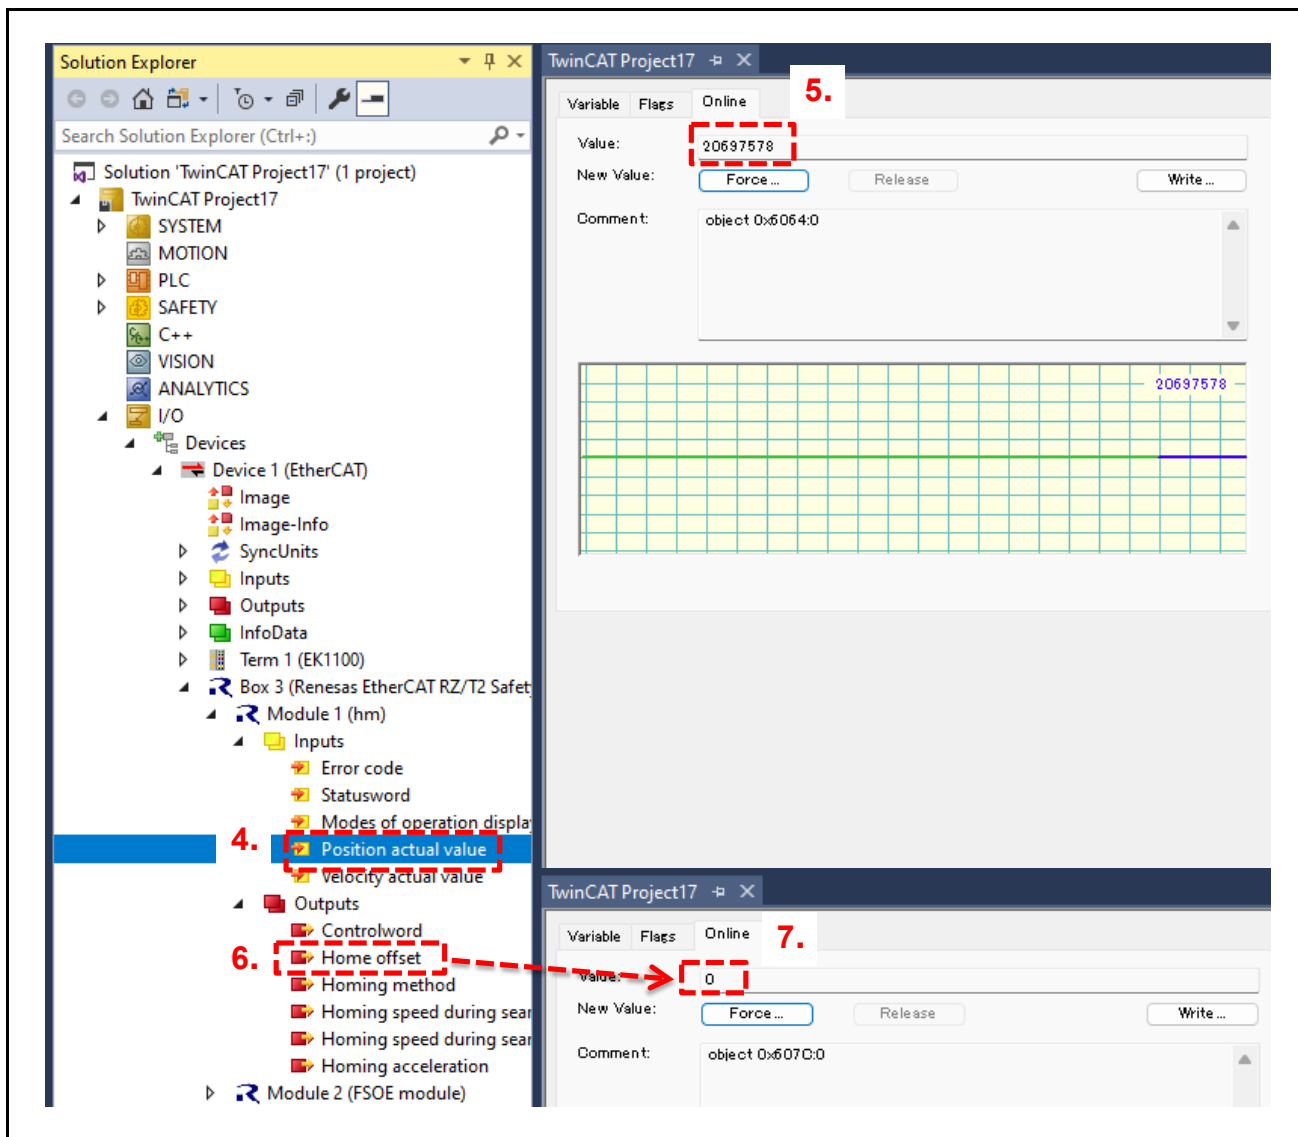 Solution Explorer
Search Solution Explorer (Ctrl+:)
Solution 'TwinCAT Project17' (1 project)
TwinCAT Project17
SYSTEM
MOTION
PLC
SAFETY
C++
VISION
ANALYTICS
I/O
Devices
Device 1 (EtherCAT)
Image
Image-Info
SyncUnits
Inputs
Outputs
InfoData
Term 1 (EK1100)
Box 3 (Renesas EtherCAT RZ/T2 Safet
Module 1 (hm)
Inputs
Error code
Statusword
Modes of operation displa
4. Position actual value
Velocity actual value
Outputs
Controlword
6. Home offset
Homing method
Homing speed during sear
Homing speed during sear
Homing acceleration
Module 2 (FSOE module)
TwinCAT Project17
Variable Flags Online 5.
Value: 20697578
New Value: Force... Release Write...
Comment: object 0x6064:0
20697578
TwinCAT Project17
Variable Flags Online 7.
Value: 0
New Value: Force... Release Write...
Comment: object 0x607C:0